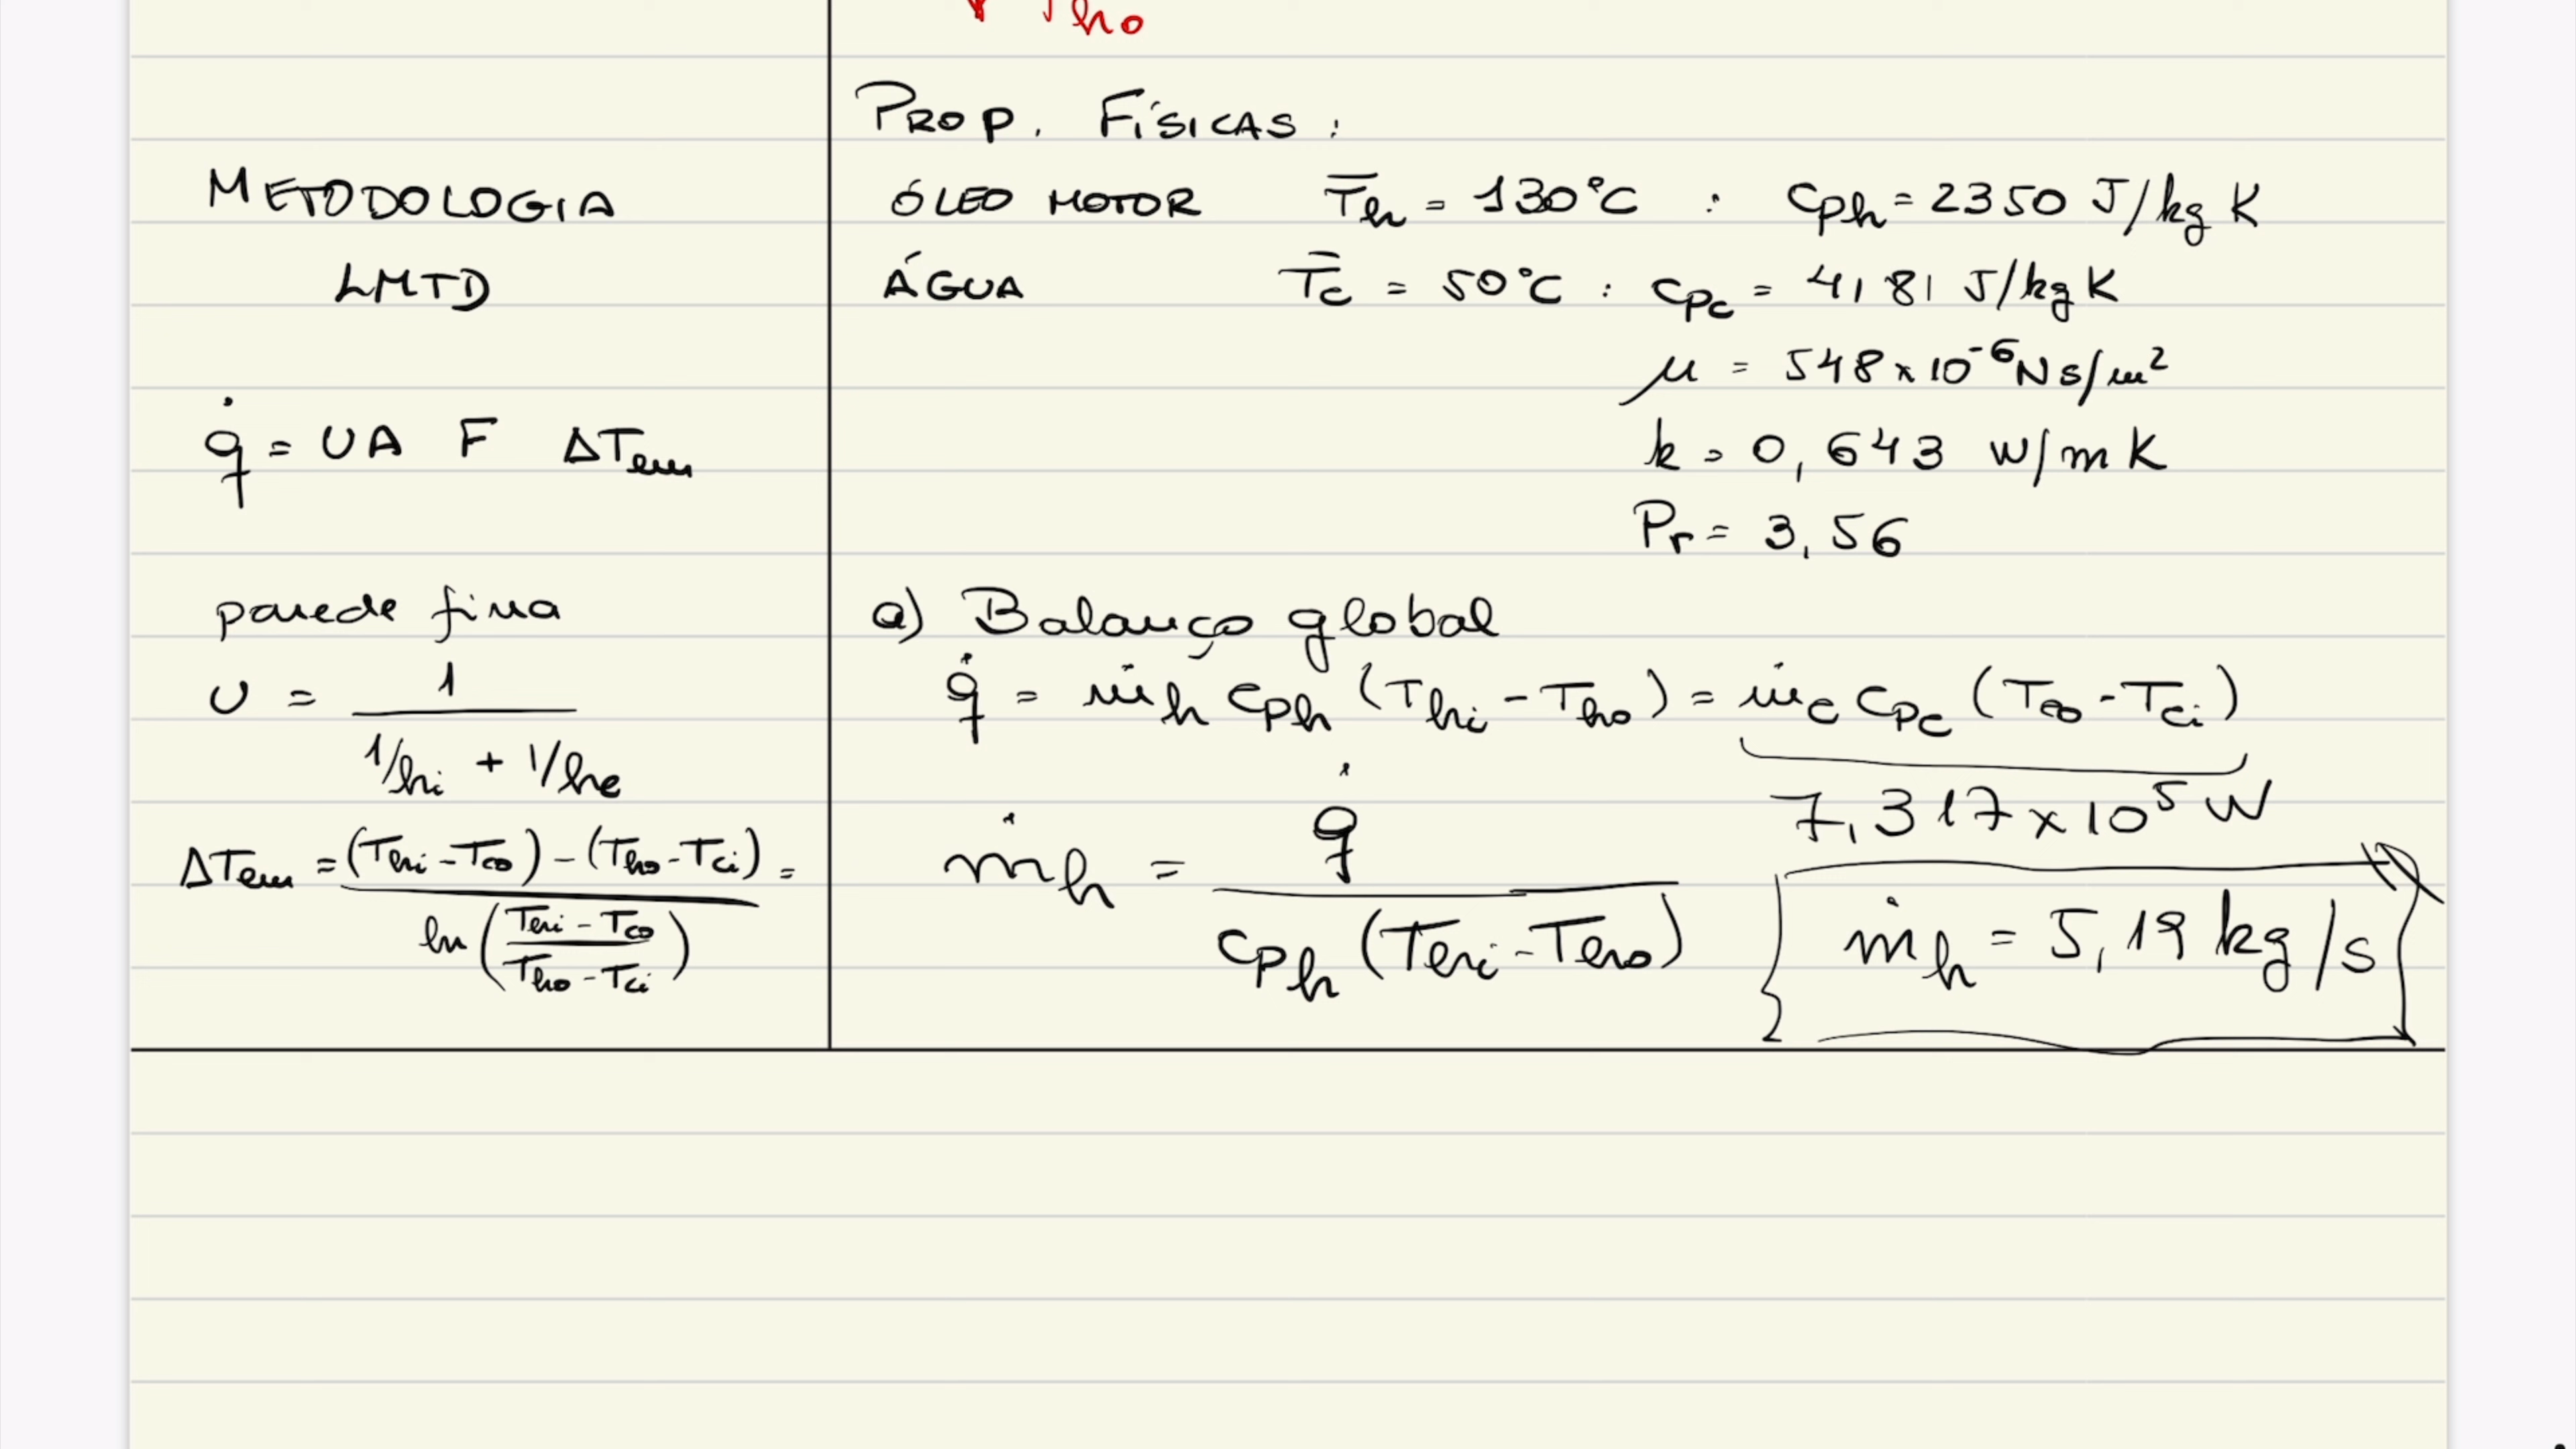 Tho
PROP. FÍSICAS:
METODOLOGIA
LMTD
q̇ = UA F ΔTlm
parede fina
U = 1
1/hi + 1/he
ΔTlm = (Thi - Tco) - (Tho - Tci) =
ln (Thi - Tco
Tho - Tci)
ÓLEO MOTOR T̄h = 130°C : Cph = 2350 J/kg K
ÁGUA T̄c = 50°C : Cpc = 4181 J/kg K
μ = 548 x 10⁻⁶ N s/m²
k = 0,643 W/m K
Pr = 3,56
a) Balanço global
q̇ = ṁh Cph (Thi - Tho) = ṁc Cpc (Tco - Tci)
7,317 x 10⁵ W
ṁh = q̇
Cph (Thi - Tho)
ṁh = 5,19 kg/s